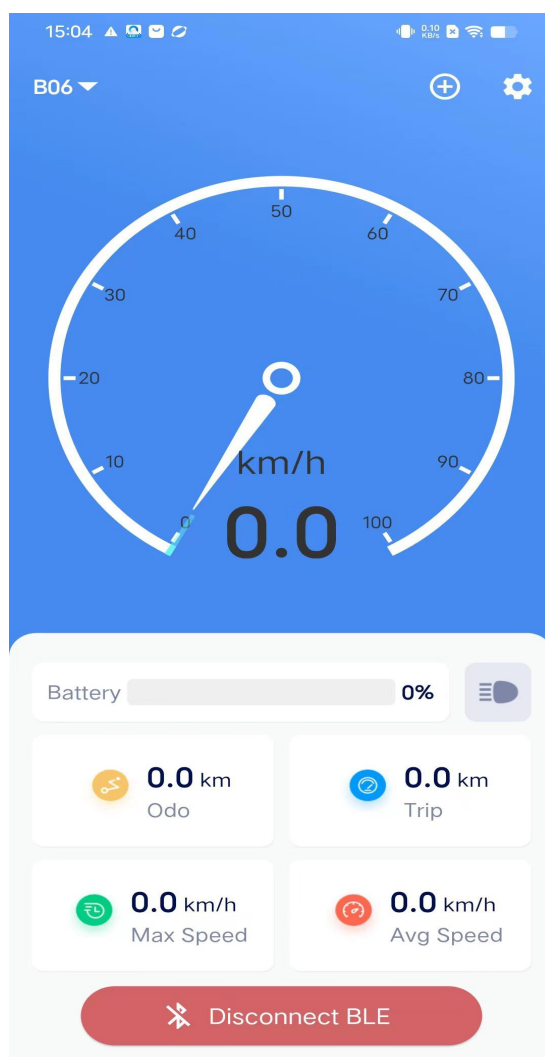 15:04
0.10
KB/s
B06
50
40
60
30
70
20
80
10
90
km/h
0
100
0.0
Battery
0%
0.0 km
Odo
0.0 km
Trip
0.0 km/h
Max Speed
0.0 km/h
Avg Speed
Disconnect BLE